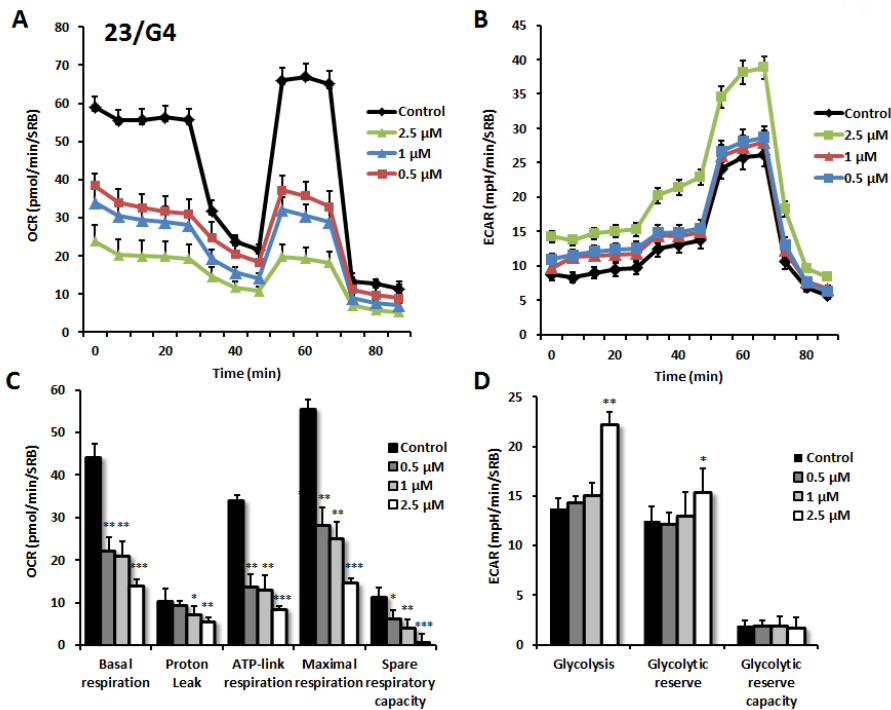 A
23/G4
OCR (pmol/min/SRB)
80
70
60
50
40
30
20
10
0
0
20
40
60
80
Time (min)
Control
2.5 µM
1 µM
0.5 µM
B
ECAR (mpH/min/SRB)
45
40
35
30
25
20
15
10
5
0
0
20
40
60
80
Time (min)
Control
2.5 µM
1 µM
0.5 µM
C
OCR (pmol/min/SRB)
60
50
40
30
20
10
0
Control
0.5 µM
1 µM
2.5 µM
** **
***
*
**
** **
***
**
**
***
*
**
***
Basal
respiration
Proton
Leak
ATP-link
respiration
Maximal
respiration
Spare
respiratory
capacity
D
ECAR (mpH/min/SRB)
25
20
15
10
5
0
Control
0.5 µM
1 µM
2.5 µM
**
*
Glycolysis
Glycolytic
reserve
Glycolytic
reserve
capacity